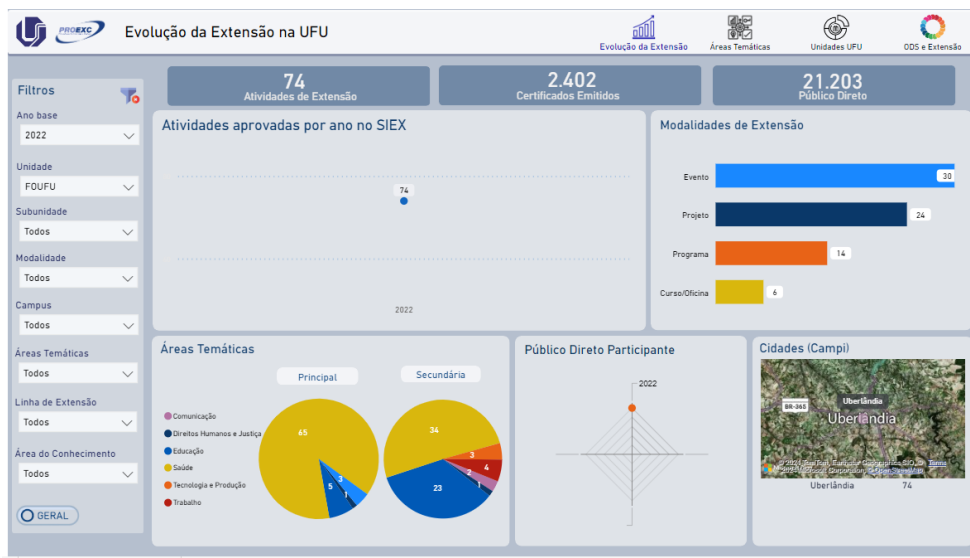 PROEXC
Evolução da Extensão na UFU
Evolução da Extensão
Áreas Temáticas
Unidades UFU
ODS e Extensão
Filtros
Ano base
2022
Unidade
FOUFU
Subunidade
Todos
Modalidade
Todos
Campus
Todos
Áreas Temáticas
Todos
Linha de Extensão
Todos
Área do Conhecimento
Todos
GERAL
74
Atividades de Extensão
2.402
Certificados Emitidos
21.203
Público Direto
Atividades aprovadas por ano no SIEX
74
2022
Modalidades de Extensão
Evento 30
Projeto 24
Programa 14
Curso/Oficina 6
Áreas Temáticas
Principal
Secundária
Comunicação
Direitos Humanos e Justiça
Educação
Saúde
Tecnologia e Produção
Trabalho
65
3
1
5
34
3
4
2
1
23
Público Direto Participante
2022
Cidades (Campi)
BR-365
Uberlândia
Uberlândia
Terms
Uberlândia 74